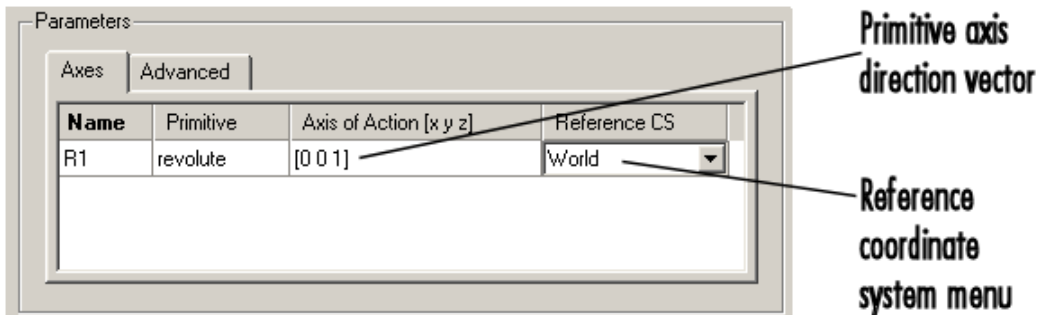 Parameters
Axes Advanced
Name Primitive Axis of Action [x y z] Reference CS
R1 revolute [0 0 1] World
Primitive axis
direction vector
Reference
coordinate
system menu